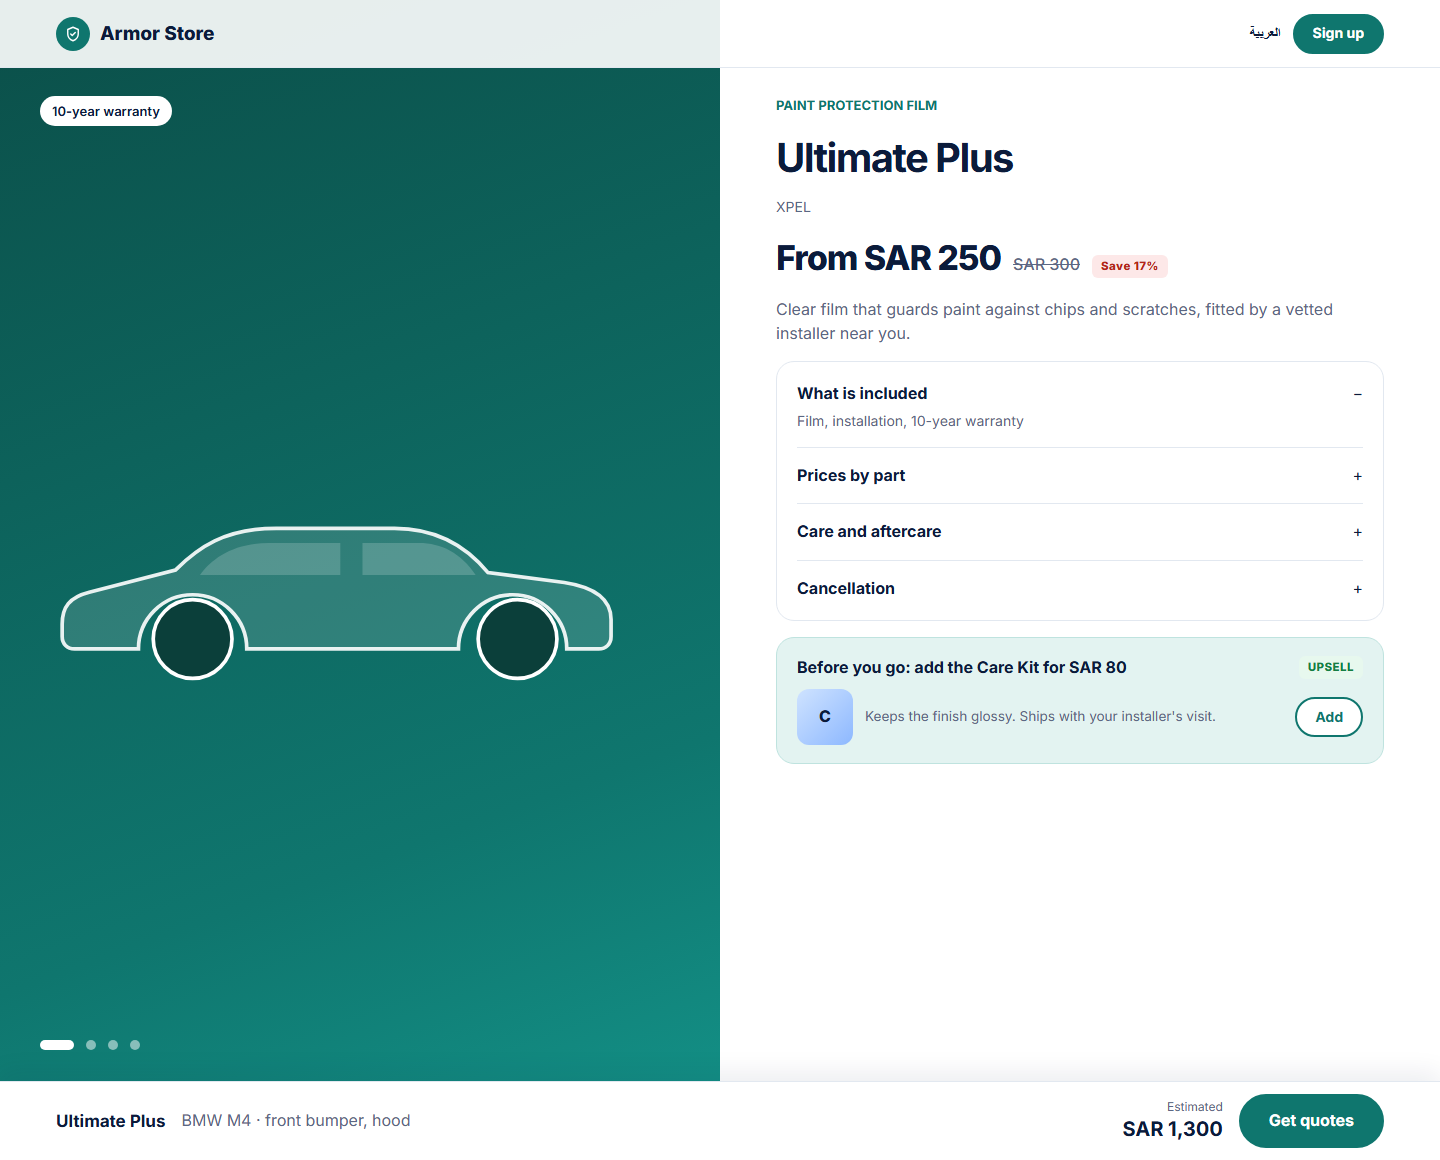 Armor Store
العربية
Sign up
10-year warranty
PAINT PROTECTION FILM
Ultimate Plus
XPEL
From SAR 250 SAR 300 Save 17%
Clear film that guards paint against chips and scratches, fitted by a vetted
installer near you.
What is included −
Film, installation, 10-year warranty
Prices by part +
Care and aftercare +
Cancellation +
Before you go: add the Care Kit for SAR 80 UPSELL
C
Keeps the finish glossy. Ships with your installer's visit.
Add
Ultimate Plus BMW M4 · front bumper, hood
Estimated
SAR 1,300
Get quotes